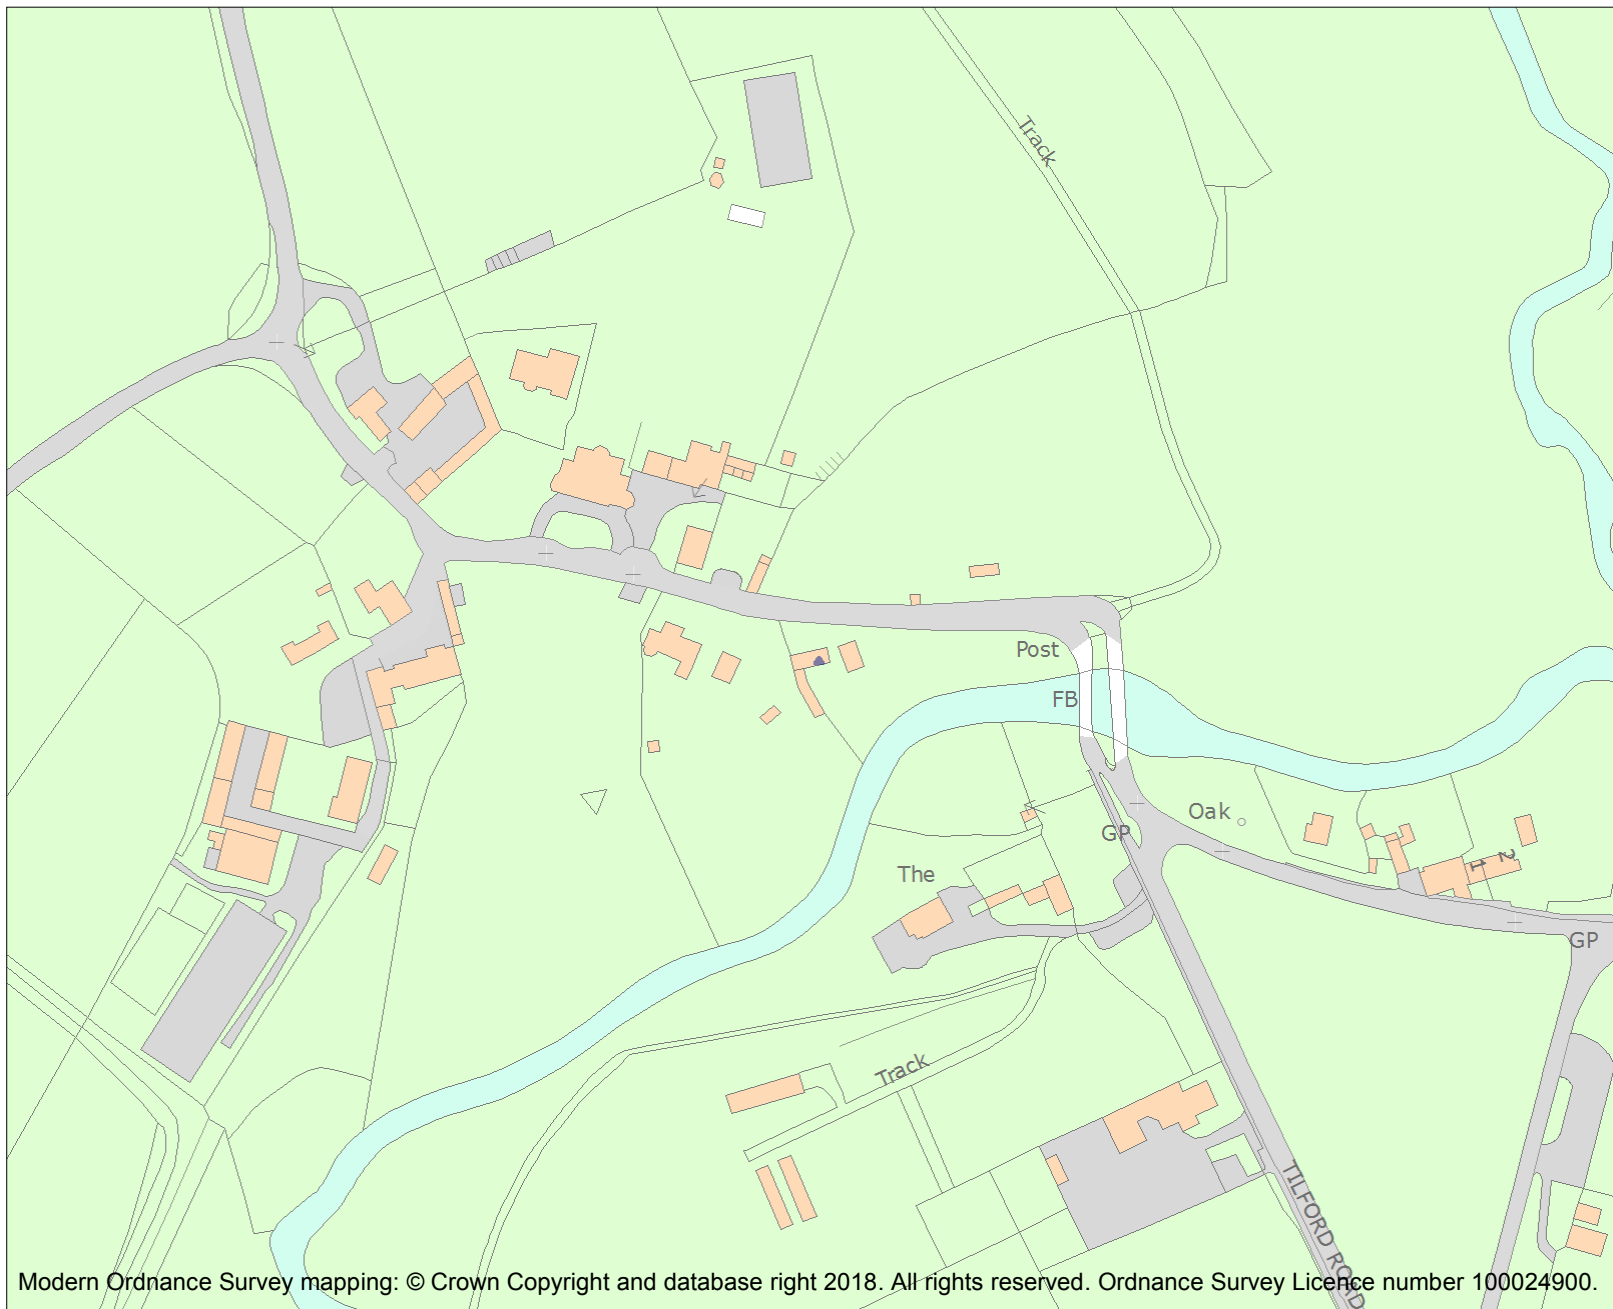 Track
Post
FB
Oak
GP
The
1
2
GP
Track
TILFORD ROAD
Modern Ordnance Survey mapping: © Crown Copyright and database right 2018. All rights reserved. Ordnance Survey Licence number 100024900.